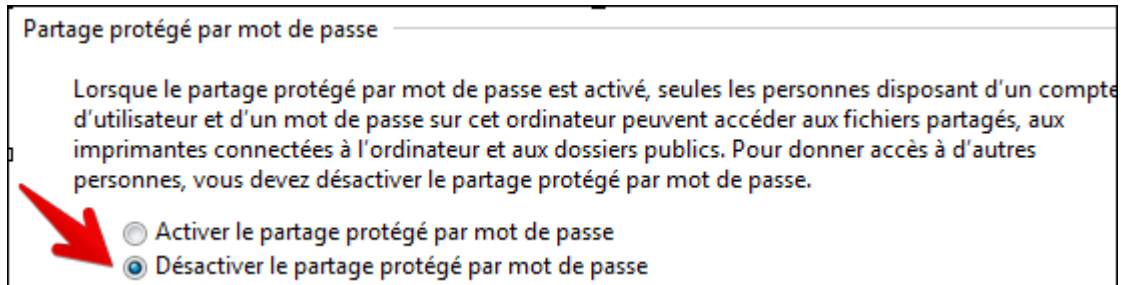 Partage protégé par mot de passe
Lorsque le partage protégé par mot de passe est activé, seules les personnes disposant d'un compte
d'utilisateur et d'un mot de passe sur cet ordinateur peuvent accéder aux fichiers partagés, aux
imprimantes connectées à l'ordinateur et aux dossiers publics. Pour donner accès à d'autres
personnes, vous devez désactiver le partage protégé par mot de passe.
Activer le partage protégé par mot de passe
Désactiver le partage protégé par mot de passe